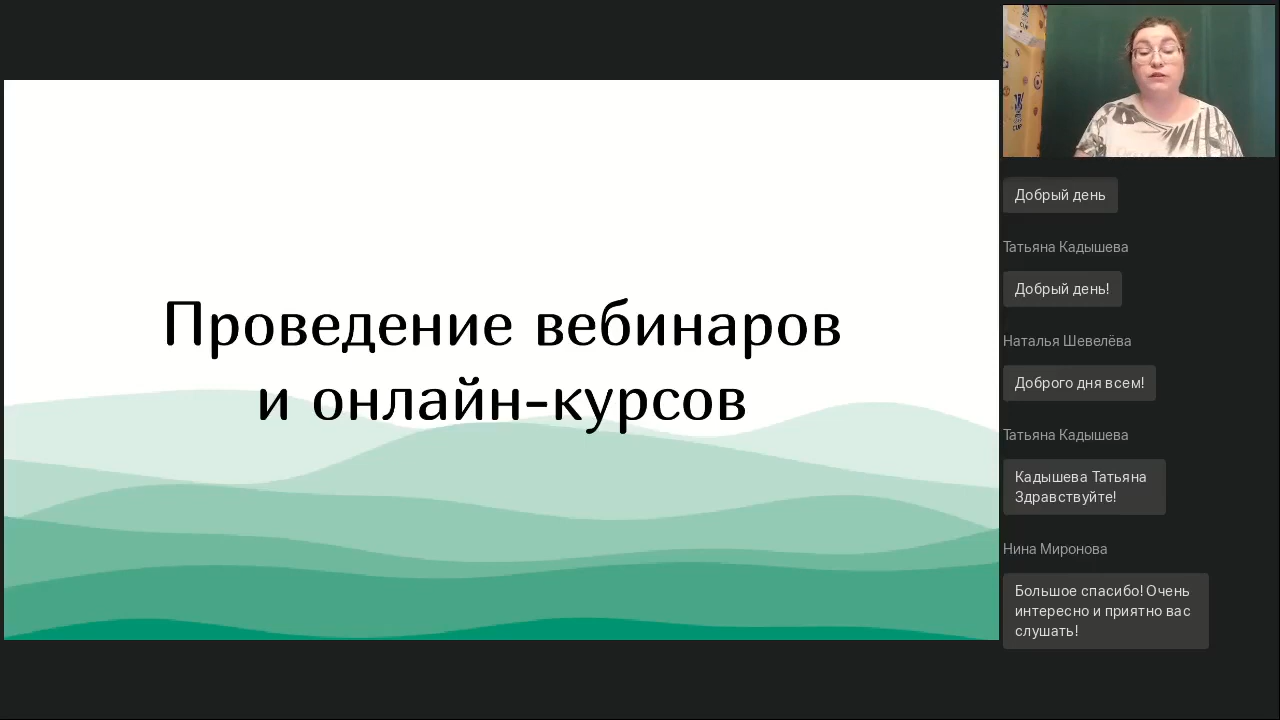 Проведение вебинаров
и онлайн-курсов
Добрый день
Татьяна Кадышева
Добрый день!
Наталья Шевелёва
Доброго дня всем!
Татьяна Кадышева
Кадышева Татьяна
Здравствуйте!
Нина Миронова
Большое спасибо! Очень
интересно и приятно вас
слушать!